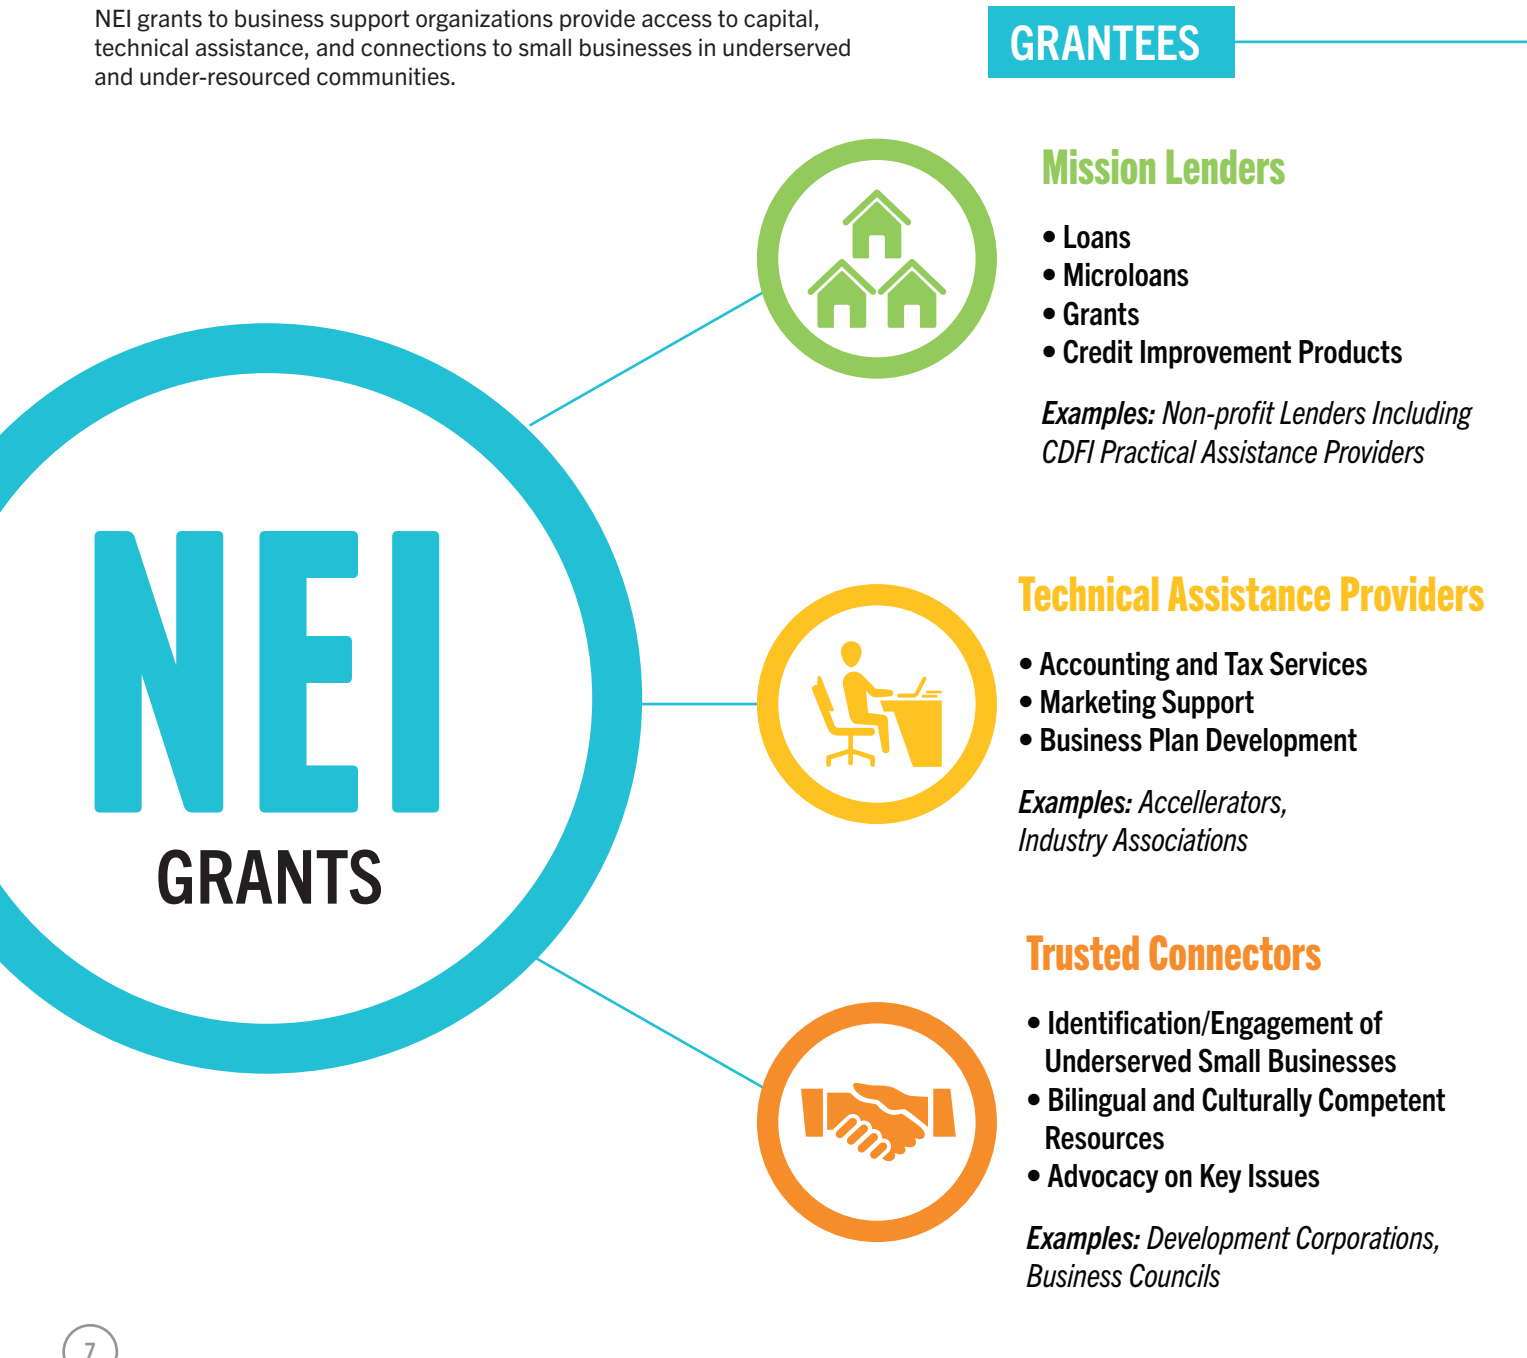 NEI grants to business support organizations provide access to capital,
technical assistance, and connections to small businesses in underserved
and under-resourced communities.
GRANTEES
NEI
GRANTS
Mission Lenders
• Loans
• Microloans
• Grants
• Credit Improvement Products
Examples: Non-profit Lenders Including
CDFI Practical Assistance Providers
Technical Assistance Providers
• Accounting and Tax Services
• Marketing Support
• Business Plan Development
Examples: Accellerators,
Industry Associations
Trusted Connectors
• Identification/Engagement of
Underserved Small Businesses
• Bilingual and Culturally Competent
Resources
• Advocacy on Key Issues
Examples: Development Corporations,
Business Councils
7